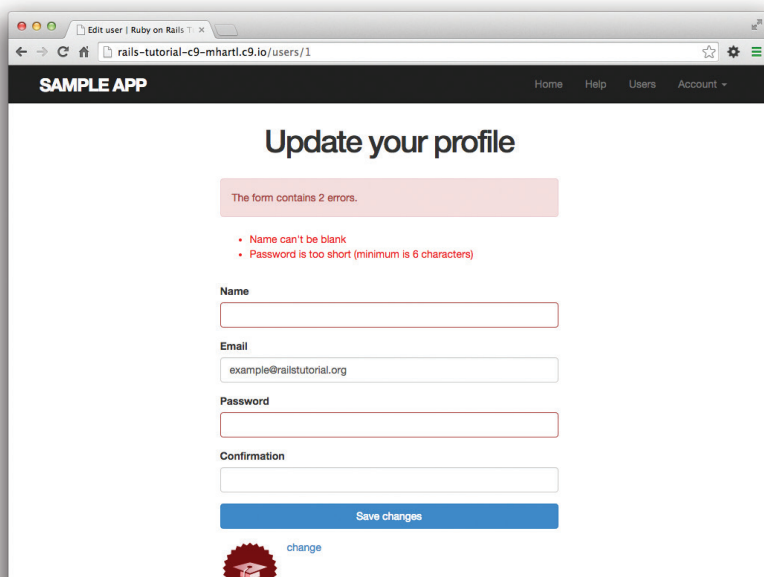 Edit user | Ruby on Rails T
rails-tutorial-c9-mhartl.c9.io/users/1
SAMPLE APP
Home Help Users Account
Update your profile
The form contains 2 errors.
• Name can't be blank
• Password is too short (minimum is 6 characters)
Name
Email
example@railstutorial.org
Password
Confirmation
Save changes
change